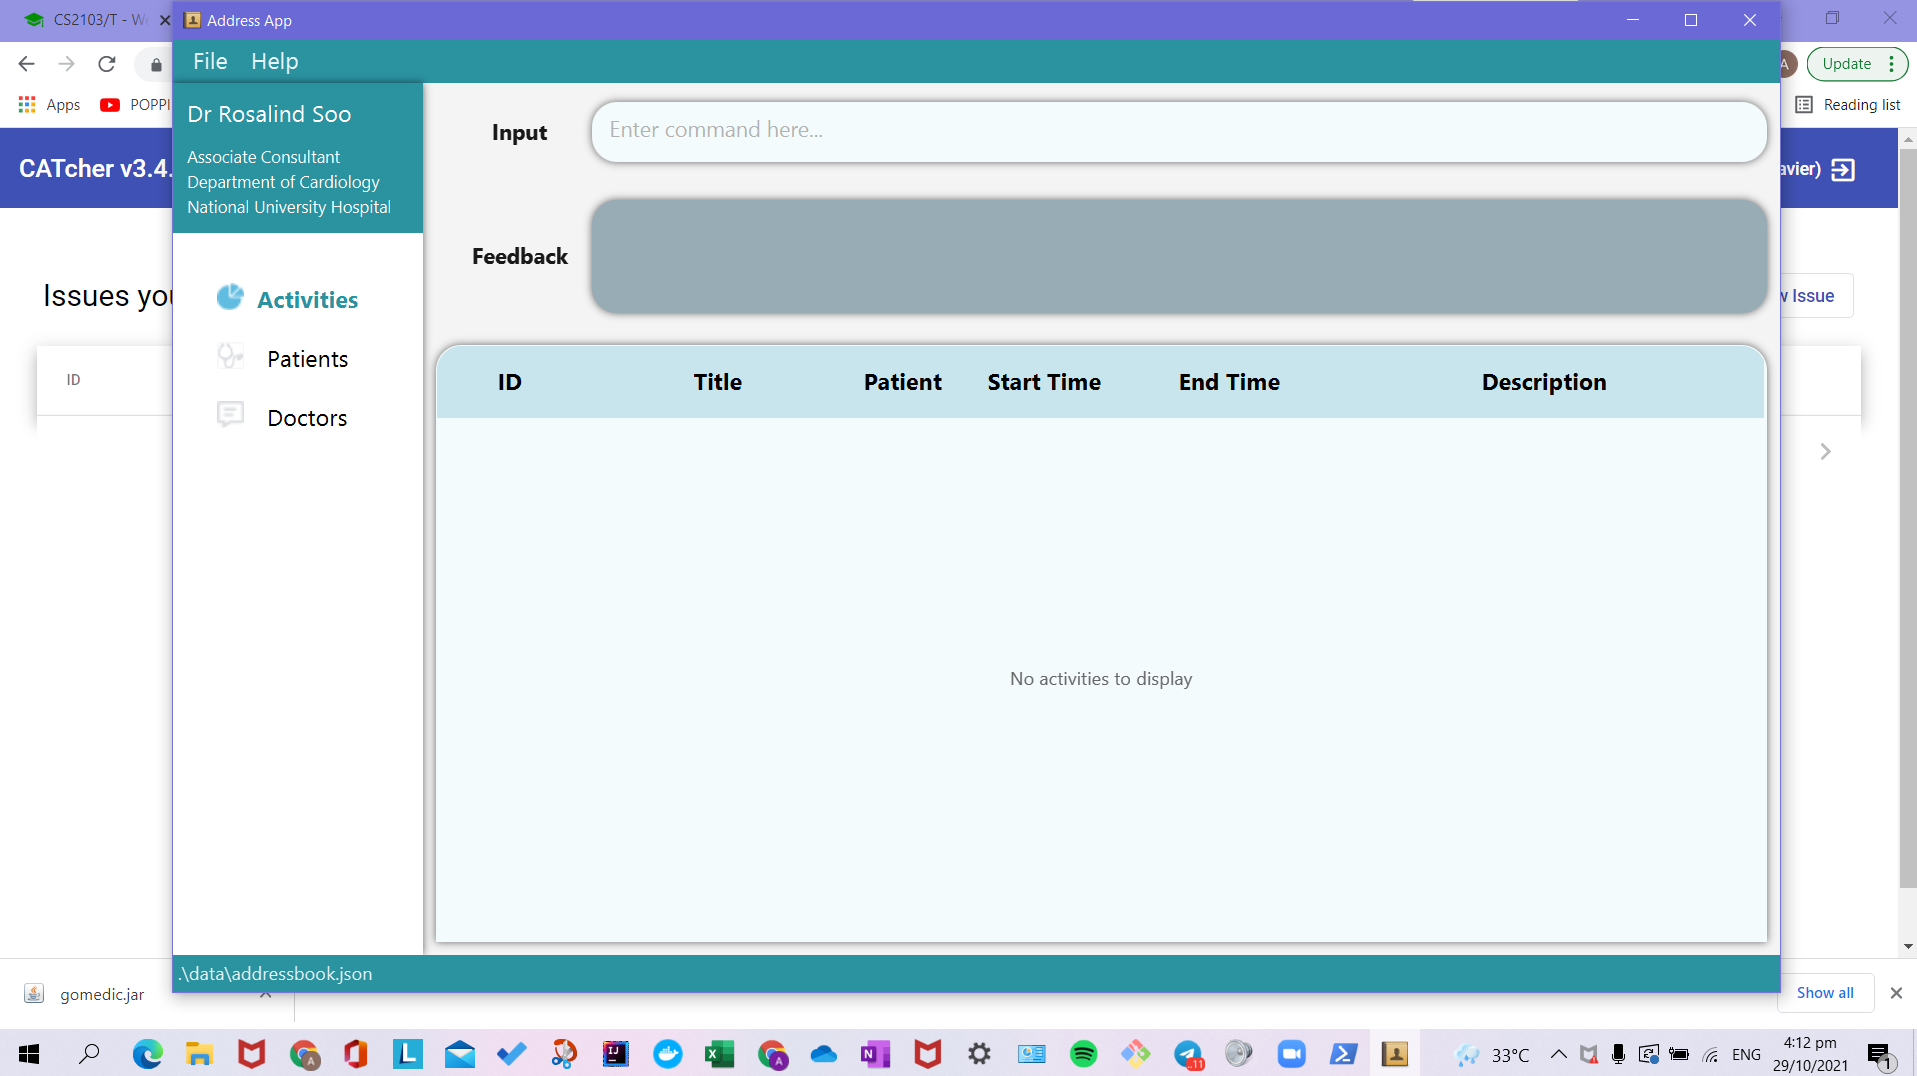 CS2103/T - W
Address App
File Help
Update
Apps
POPPI
Reading list
Dr Rosalind Soo
Associate Consultant
Department of Cardiology
National University Hospital
Input
Enter command here...
CATcher v3.4.
avier)
Feedback
Issues you
w Issue
Activities
Patients
Doctors
ID
ID Title Patient Start Time End Time Description
No activities to display
.\data\addressbook.json
gomedic.jar
Show all
33°C
ENG
4:12 pm
29/10/2021